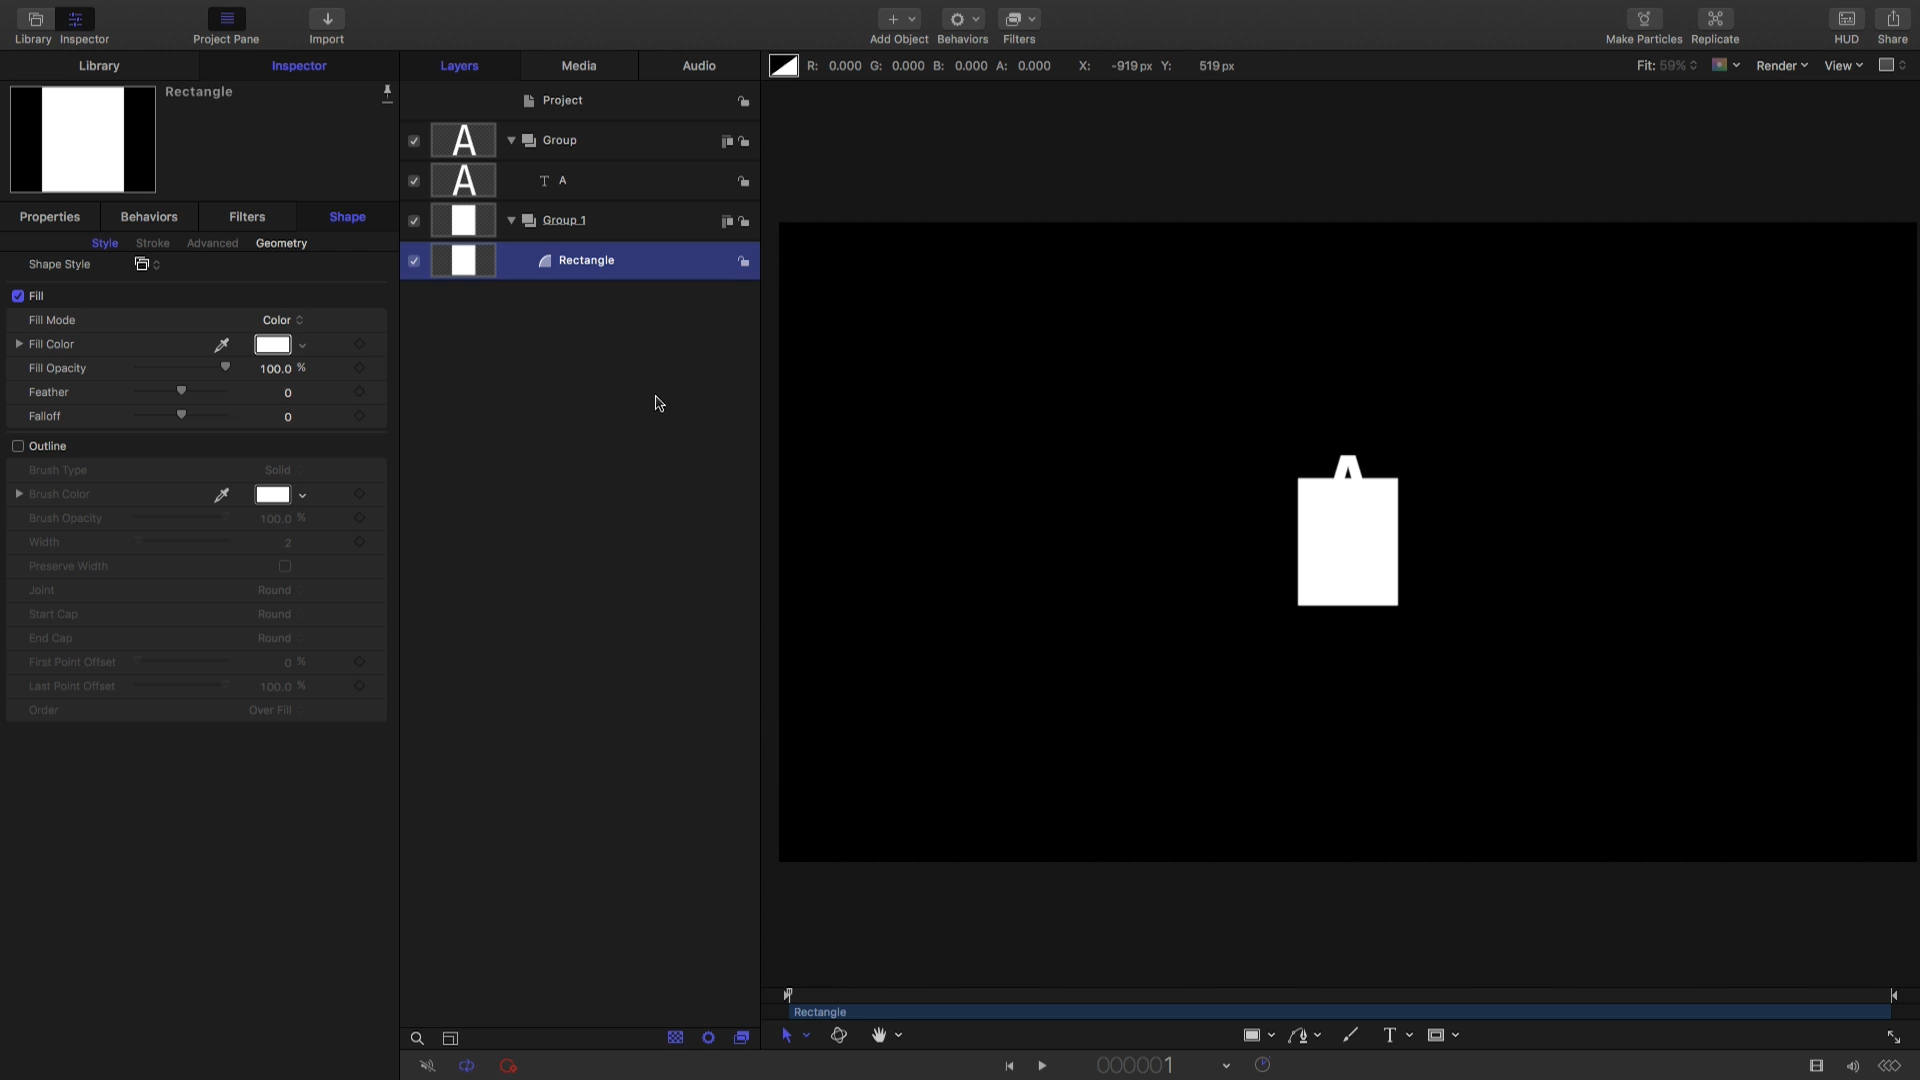 Library Inspector Project Pane Import Add Object Behaviors Filters Make Particles Replicate HUD Share
Library Inspector Layers Media Audio R: 0.000 G: 0.000 B: 0.000 A: 0.000 X: -919 px Y: 519 px Fit: 59% Render View
Rectangle
Project
Group
A
Group 1
Rectangle
Properties Behaviors Filters Shape
Style Stroke Advanced Geometry
Shape Style
Fill
Fill Mode Color
Fill Color
Fill Opacity 100.0 %
Feather 0
Falloff 0
Outline
Brush Type Solid
Brush Color
Brush Opacity 100.0 %
Width 2
Preserve Width
Joint Round
Start Cap Round
End Cap Round
First Point Offset 0 %
Last Point Offset 100.0 %
Order Over Fill
A
Rectangle
T
000001